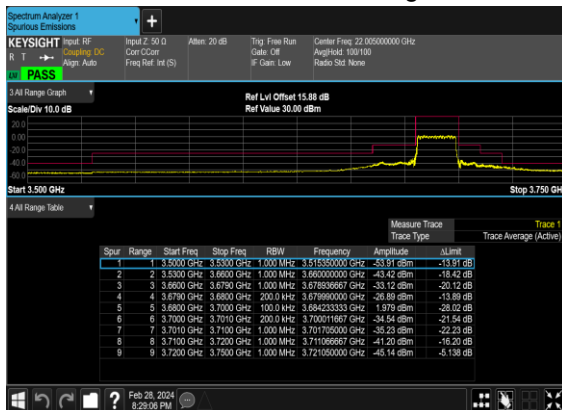 Spectrum Analyzer 1
Spurious Emissions
KEYSIGHT Input: RF Input Z: 50 Ω Atten: 20 dB Trig: Free Run Center Freq: 22.005000000 GHz
R T Coupling: DC Corr CCorr Gate: Off Avg|Hold: 100/100
Align: Auto Freq Ref: Int (S) IF Gain: Low Radio Std: None
PASS
3 All Range Graph Ref Lvl Offset 15.88 dB
Scale/Div 10.0 dB Ref Value 30.00 dBm
20.0
0.00
-20.0
-40.0
-60.0
Start 3.500 GHz Stop 3.750 GH
4 All Range Table
Measure Trace Trace 1
Trace Type Trace Average (Active)
Spur Range Start Freq Stop Freq RBW Frequency Amplitude ΔLimit
1 1 3.5000 GHz 3.5300 GHz 1.000 MHz 3.515350000 GHz -53.91 dBm -13.91 dB
2 2 3.5300 GHz 3.6600 GHz 1.000 MHz 3.660000000 GHz -43.42 dBm -18.42 dB
3 3 3.6600 GHz 3.6790 GHz 1.000 MHz 3.678936667 GHz -33.12 dBm -20.12 dB
4 4 3.6790 GHz 3.6800 GHz 200.0 kHz 3.679990000 GHz -26.89 dBm -13.89 dB
5 5 3.6800 GHz 3.7000 GHz 100.0 kHz 3.684233333 GHz 1.979 dBm -28.02 dB
6 6 3.7000 GHz 3.7010 GHz 200.0 kHz 3.700011667 GHz -34.54 dBm -21.54 dB
7 7 3.7010 GHz 3.7100 GHz 1.000 MHz 3.701705000 GHz -35.23 dBm -22.23 dB
8 8 3.7100 GHz 3.7200 GHz 1.000 MHz 3.711066667 GHz -41.20 dBm -16.20 dB
9 9 3.7200 GHz 3.7500 GHz 1.000 MHz 3.721050000 GHz -45.14 dBm -5.138 dB
Feb 28, 2024
8:29:06 PM